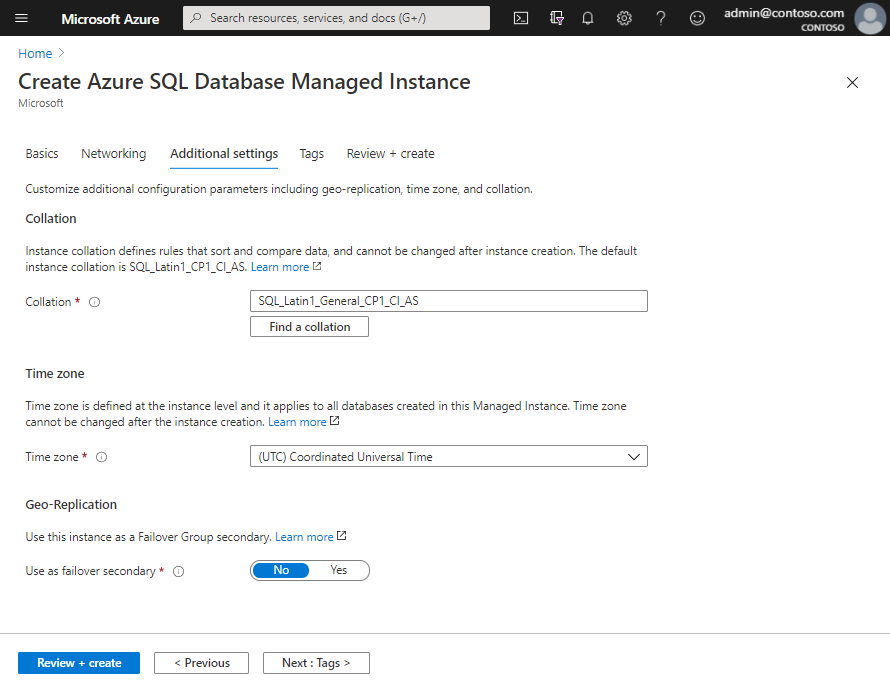 Microsoft Azure
Search resources, services, and docs (G+/)
admin@contoso.com
CONTOSO
Home
Create Azure SQL Database Managed Instance
Microsoft
Basics Networking Additional settings Tags Review + create
Customize additional configuration parameters including geo-replication, time zone, and collation.
Collation
Instance collation defines rules that sort and compare data, and cannot be changed after instance creation. The default
instance collation is SQL_Latin1_CP1_CI_AS. Learn more
Collation *
SQL_Latin1_General_CP1_CI_AS
Find a collation
Time zone
Time zone is defined at the instance level and it applies to all databases created in this Managed Instance. Time zone
cannot be changed after the instance creation. Learn more
Time zone *
(UTC) Coordinated Universal Time
Geo-Replication
Use this instance as a Failover Group secondary. Learn more
Use as failover secondary *
No Yes
Review + create
< Previous
Next : Tags >